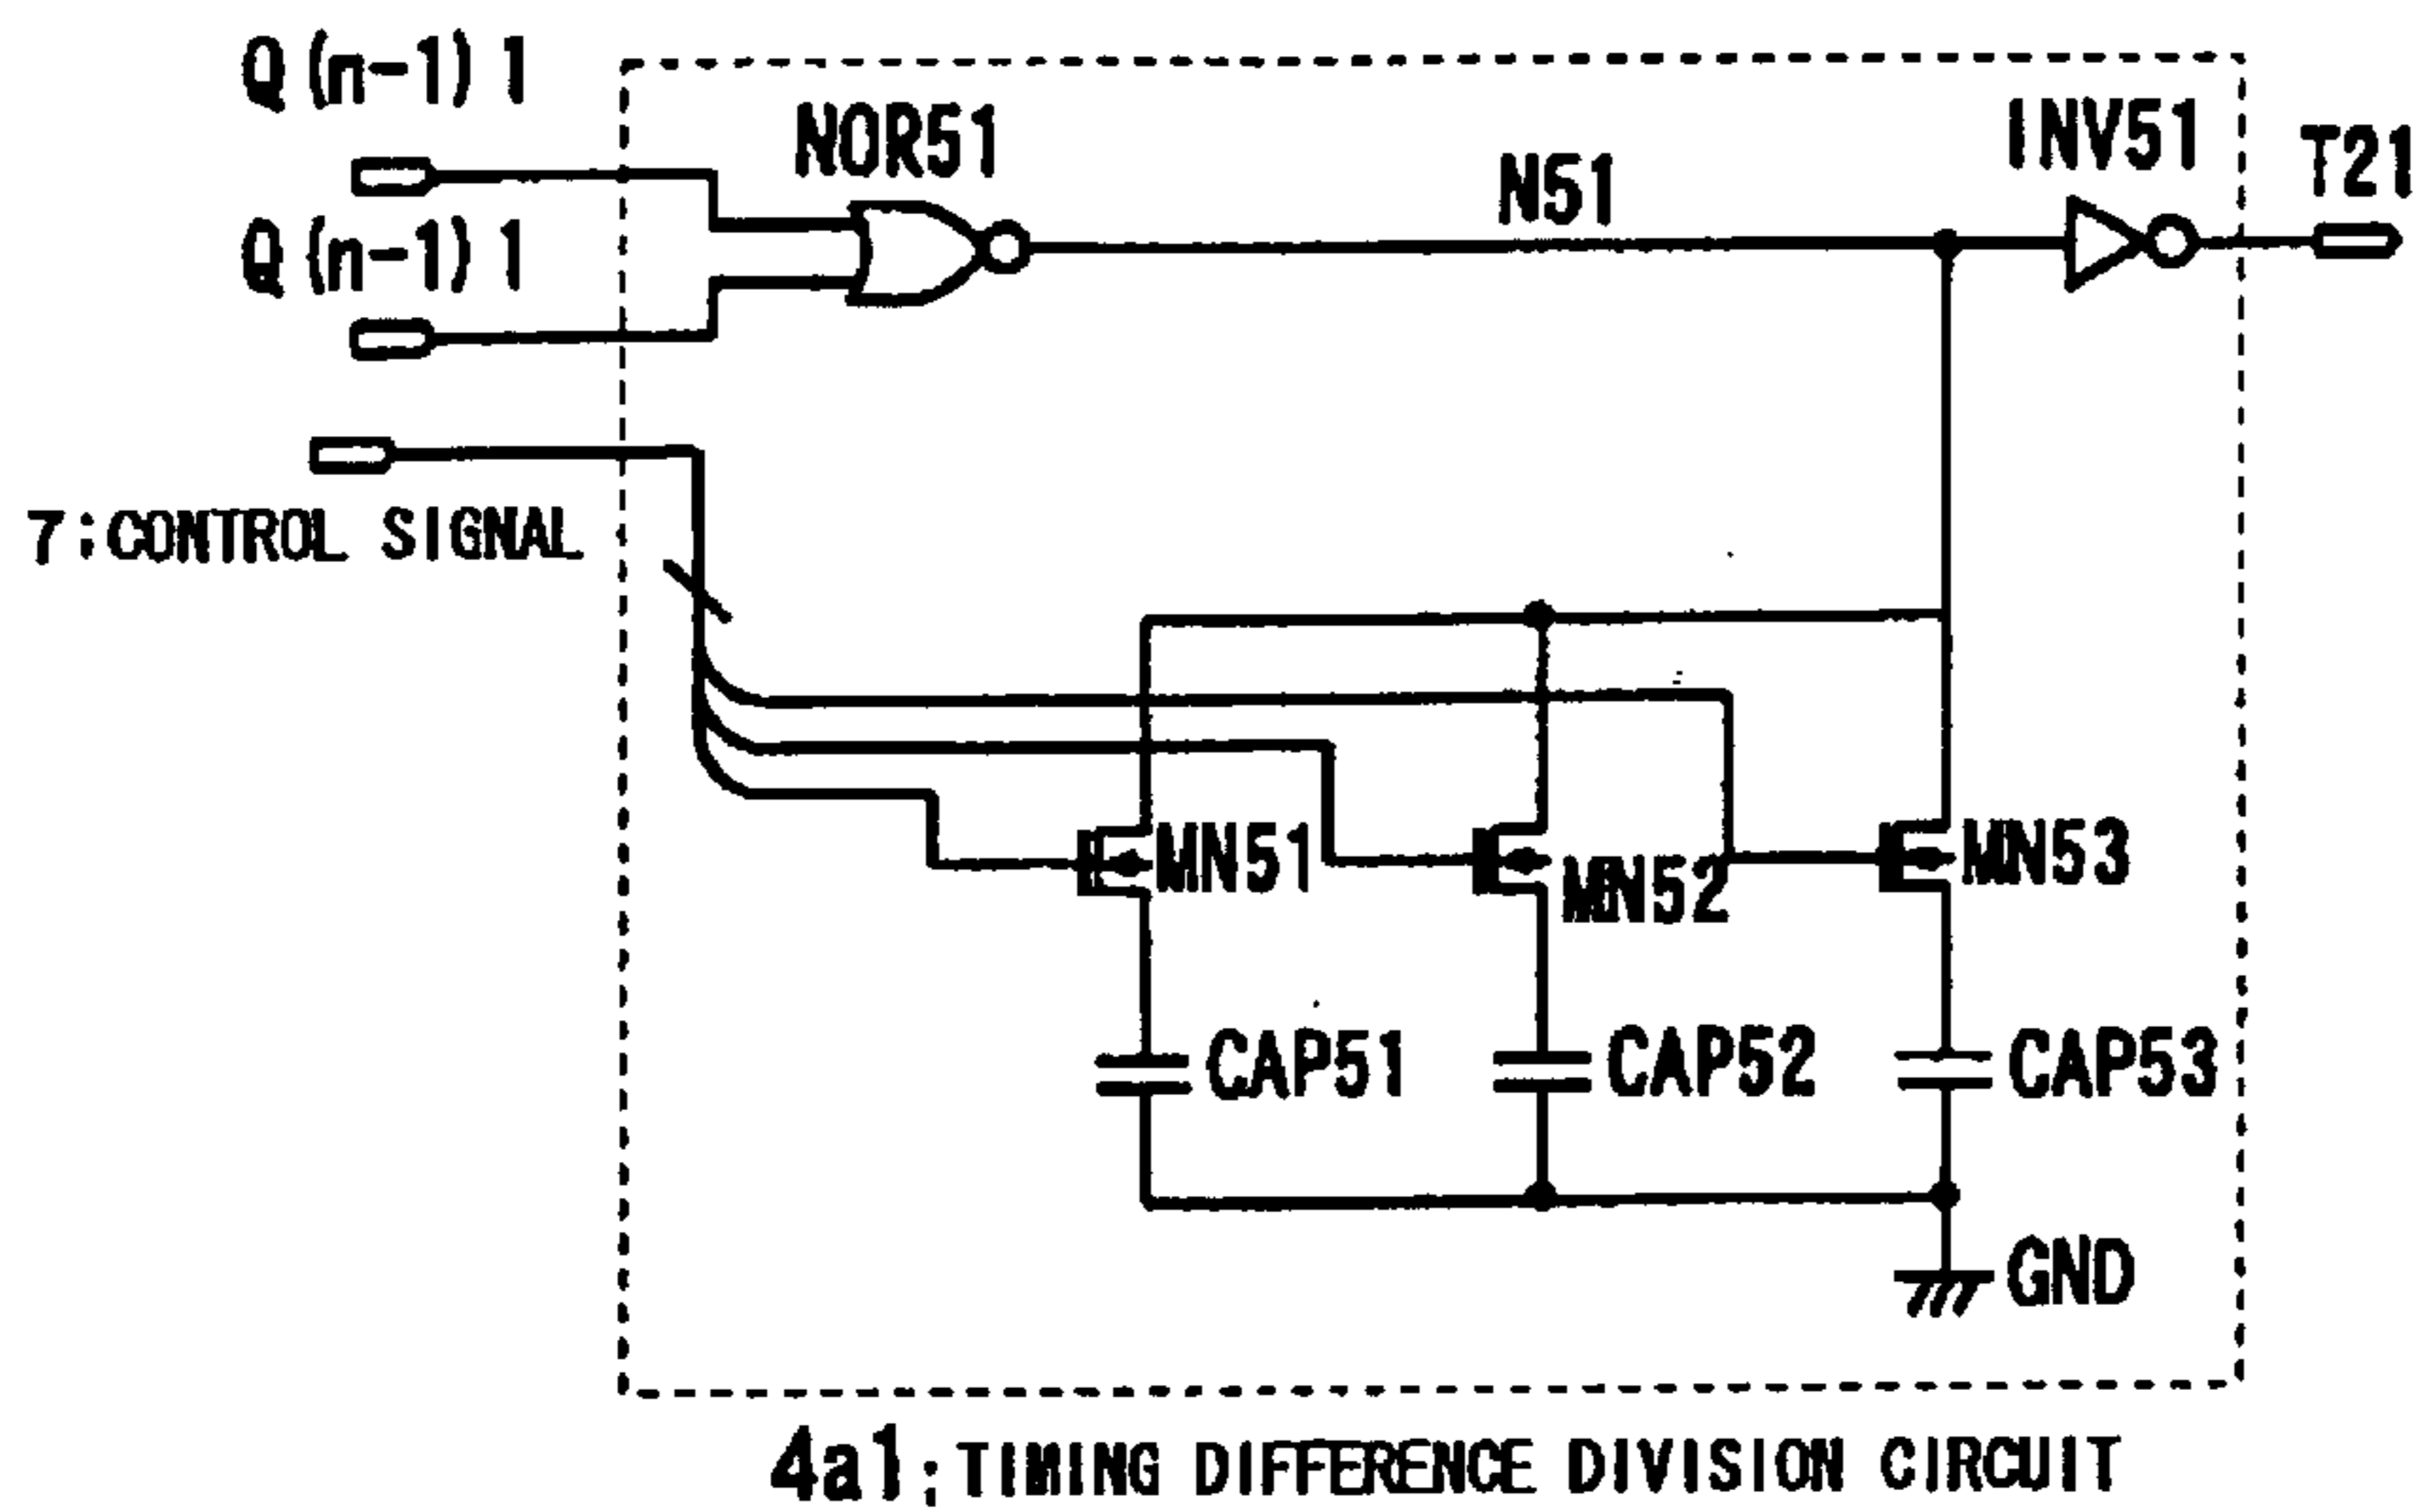 Q(n-1)1
NOR51
INV51
N51
T21
Q(n-1)1
7:CONTROL SIGNAL
MN51
MN52
MN53
CAP51
CAP52
CAP53
GND
4a1;TIMING DIFFERENCE DIVISION CIRCUIT